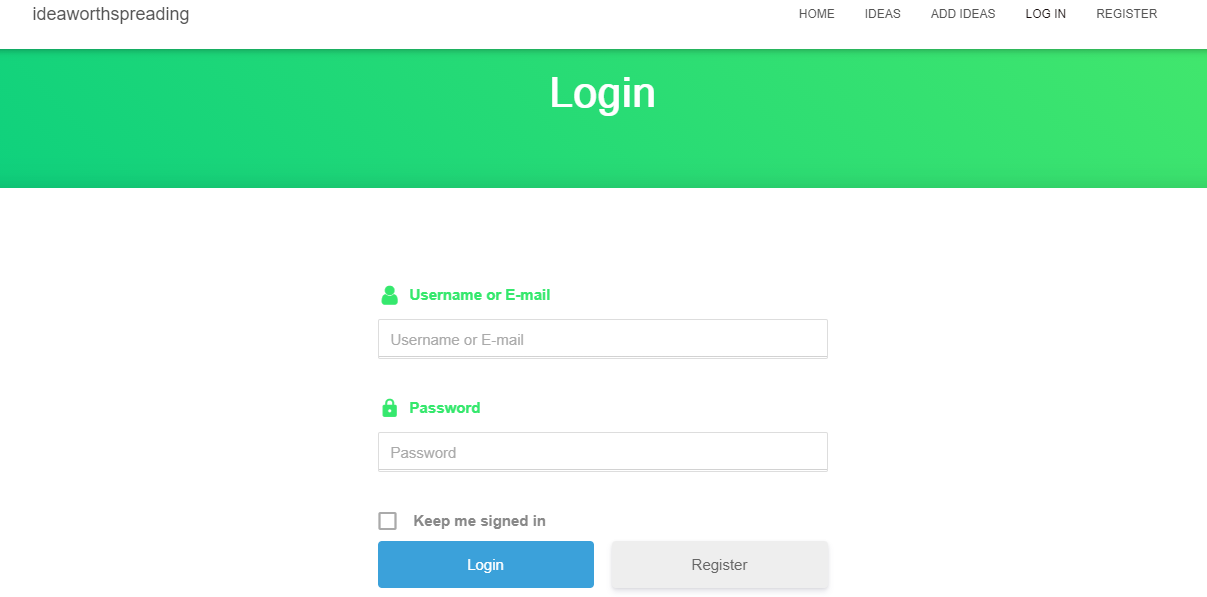 ideaworthspreading HOME IDEAS ADD IDEAS LOG IN REGISTER
Login
Username or E-mail
Username or E-mail
Password
Password
Keep me signed in
Login Register